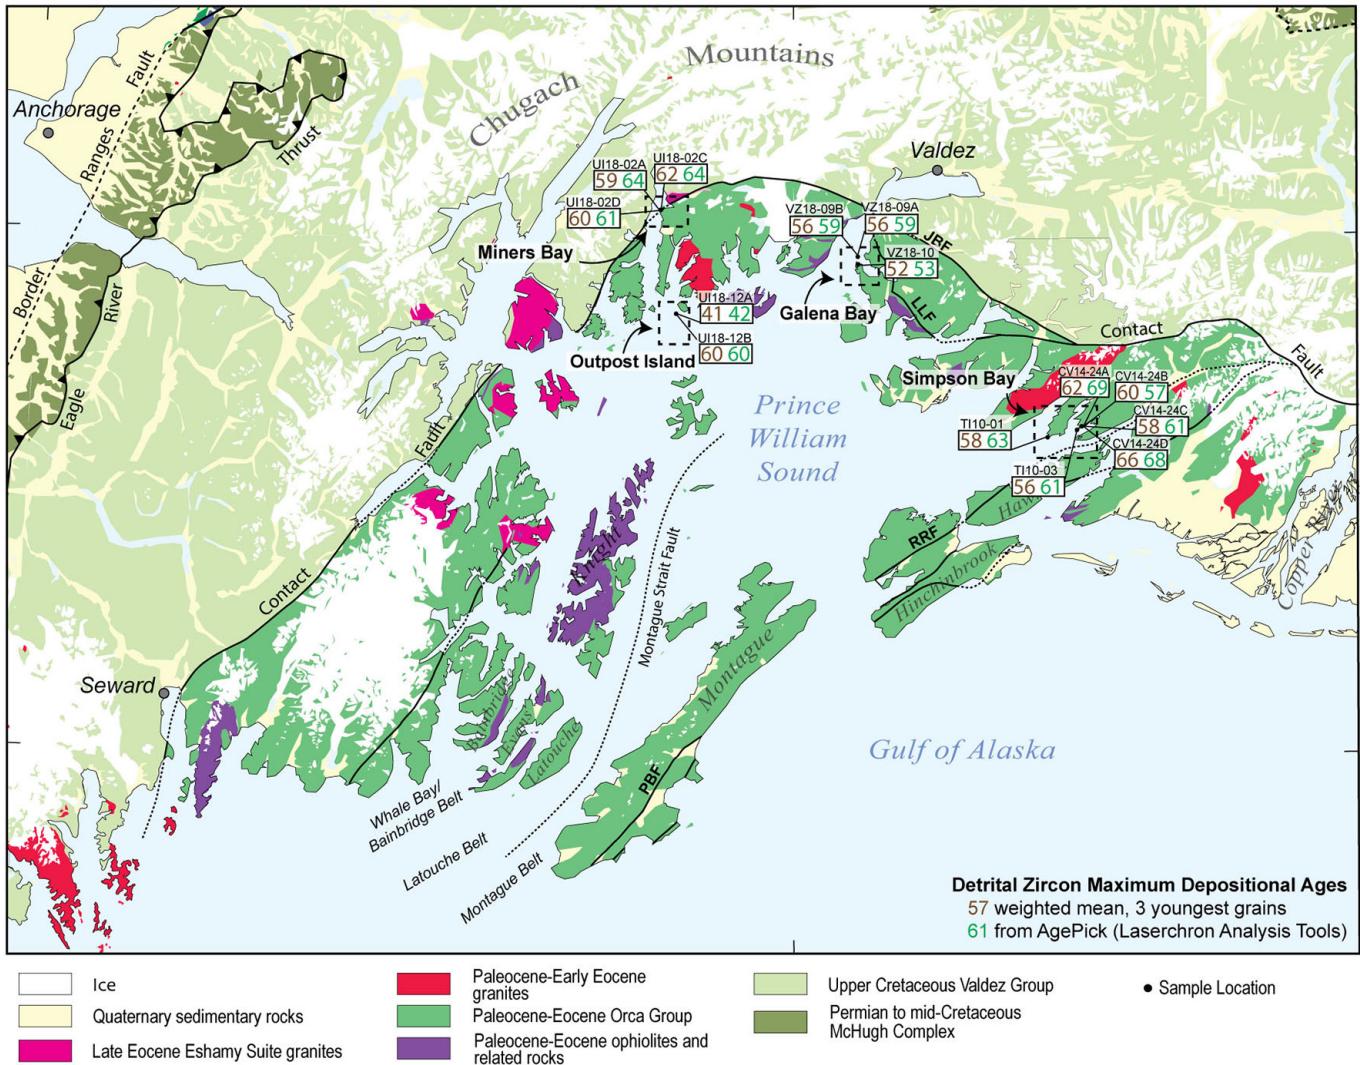 Mountains
Chugach
Anchorage
Ranges
Fault
Thrust
Border
River
Eagle
Valdez
UI18-02A
59 64
UI18-02C
62 64
UI18-02D
60 61
Miners Bay
VZ18-09B
56 59
VZ18-09A
56 59
JRF
VZ18-10
52 53
Galena Bay
LLF
UI18-12A
41 42
UI18-12B
60 60
Outpost Island
Contact
Fault
Simpson Bay
CV14-24A
62 69
CV14-24B
60 57
CV14-24C
58 61
CV14-24D
66 68
TI10-01
58 63
TI10-03
56 61
Prince
William
Sound
Fault
Contact
Knight
Montague Strait Fault
RRF
Hinchinbrook
Copper
Seward
Bainbridge
Evans
Latouche
Montague
PBF
Gulf of Alaska
Whale Bay/
Bainbridge Belt
Latouche Belt
Montague Belt
Detrital Zircon Maximum Depositional Ages
57 weighted mean, 3 youngest grains
61 from AgePick (Laserchron Analysis Tools)
Ice
Quaternary sedimentary rocks
Late Eocene Eshamy Suite granites
Paleocene-Early Eocene
granites
Paleocene-Eocene Orca Group
Paleocene-Eocene ophiolites and
related rocks
Upper Cretaceous Valdez Group
Permian to mid-Cretaceous
McHugh Complex
Sample Location